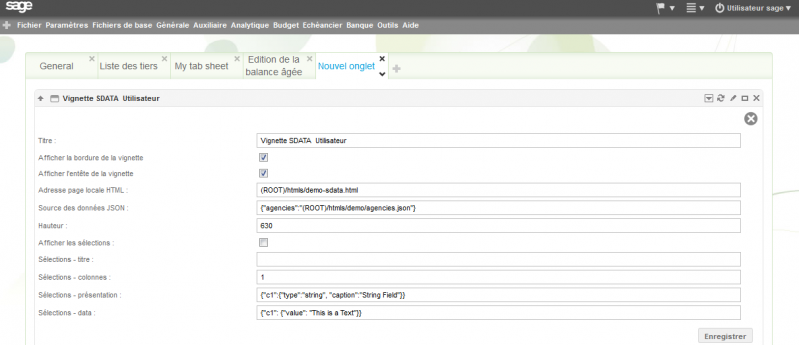 sage
Utilisateur sage
Fichier Paramètres Fichiers de base Générale Auxiliaire Analytique Budget Echéancier Banque Outils Aide
General
Liste des tiers
My tab sheet
Edition de la
balance âgée
Nouvel onglet
Vignette SDATA Utilisateur
Titre : Vignette SDATA Utilisateur
Afficher la bordure de la vignette
Afficher l'entête de la vignette
Adresse page locale HTML : (ROOT)/htmls/demo-sdata.html
Source des données JSON : {"agencies":"(ROOT)/htmls/demo/agencies.json"}
Hauteur : 630
Afficher les sélections :
Sélections - titre :
Sélections - colonnes : 1
Sélections - présentation : {"c1":{"type":"string", "caption":"String Field"}}
Sélections - data : {"c1": {"value": "This is a Text"}}
Enregistrer